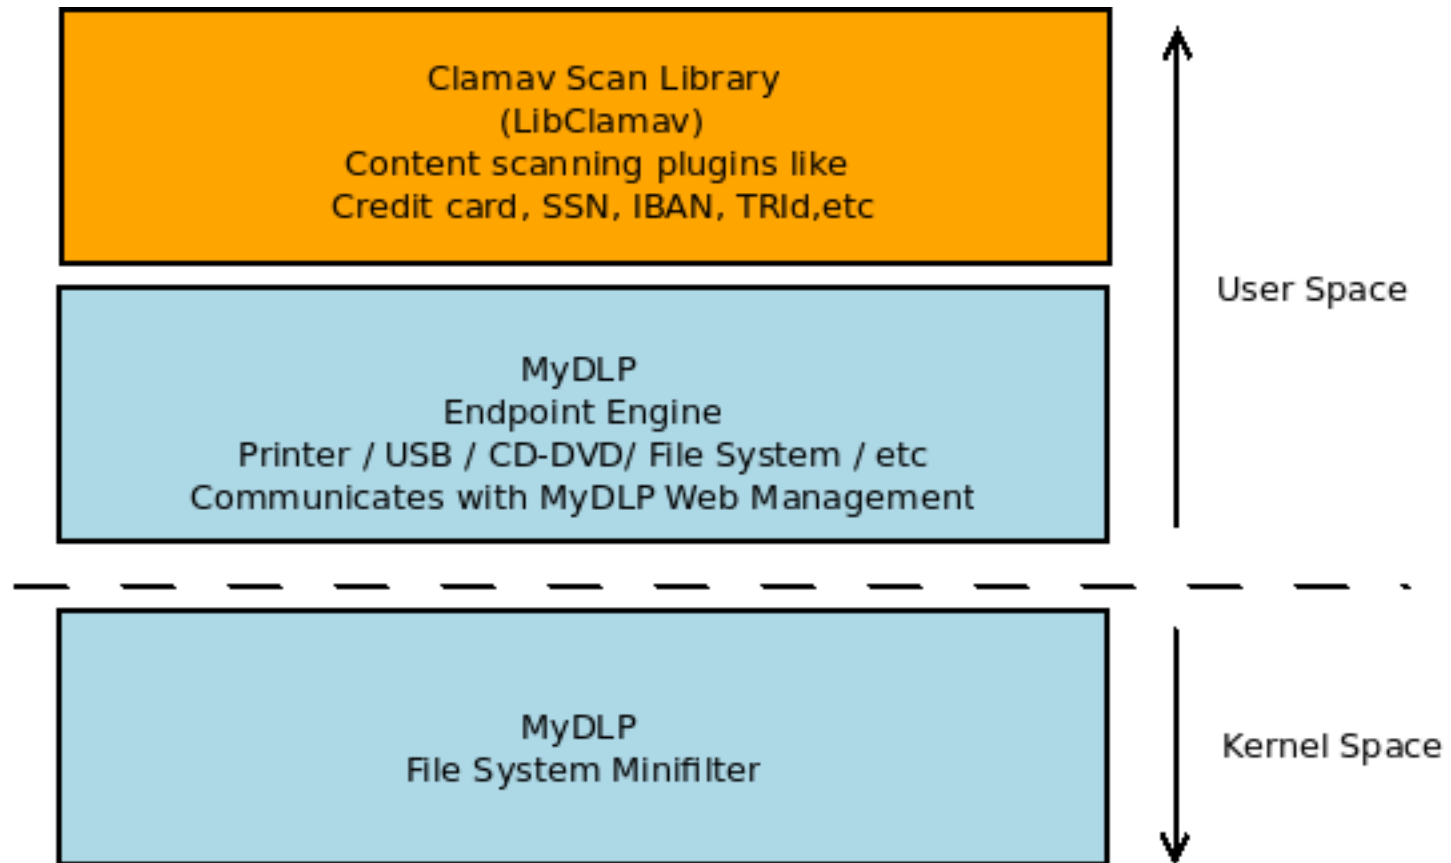 Clamav Scan Library
(LibClamav)
Content scanning plugins like
Credit card, SSN, IBAN, TRId,etc
User Space
MyDLP
Endpoint Engine
Printer / USB / CD-DVD/ File System / etc
Communicates with MyDLP Web Management
MyDLP
File System Minifilter
Kernel Space